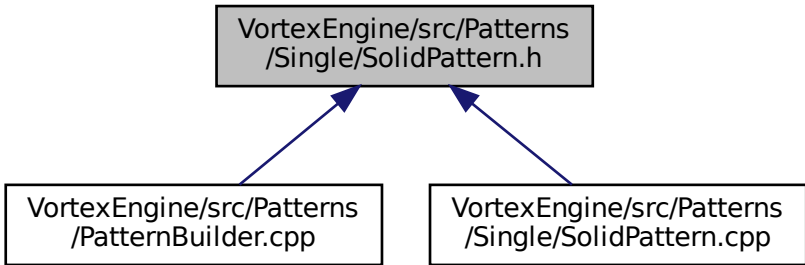 VortexEngine/src/Patterns
/Single/SolidPattern.h
VortexEngine/src/Patterns
/PatternBuilder.cpp
VortexEngine/src/Patterns
/Single/SolidPattern.cpp